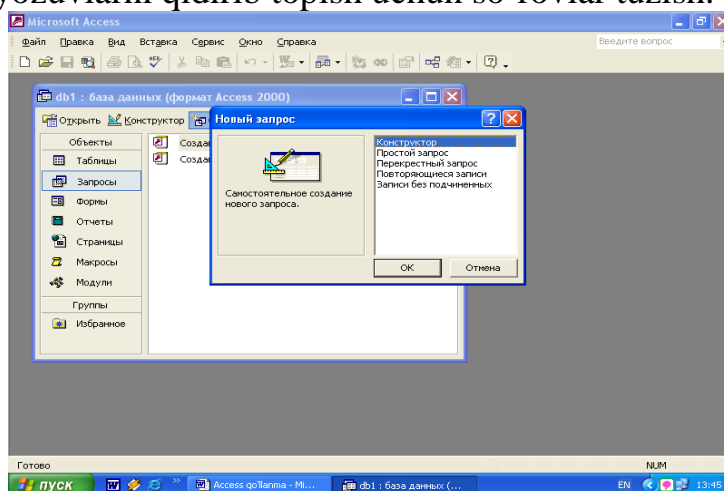 yozuvlarni qidirib topish uchun so'rovlar tuzish.
Microsoft Access
Файл Правка Вид Вставка Сервис Окно Справка
Введите вопрос
db1 : база данных (формат Access 2000)
Открыть Конструктор
Новый запрос
Объекты
Таблицы
Запросы
Формы
Отчеты
Страницы
Макросы
Модули
Группы
Избранное
Созда
Созда
Самостоятельное создание
нового запроса.
Конструктор
Простой запрос
Перекрестный запрос
Повторяющиеся записи
Записи без подчиненных
ОК Отмена
Готово
NUM
пуск
Access qo'llanma - Mi...
db1 : база данных (...
EN
13:45